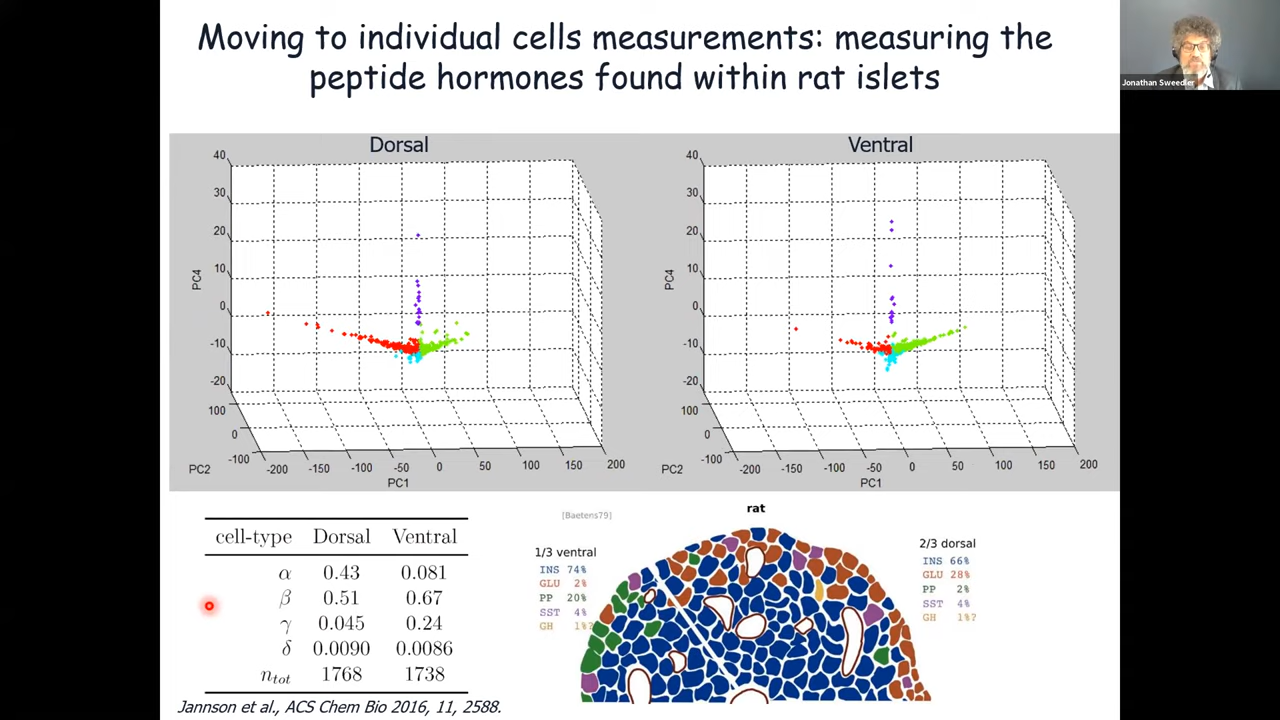 Moving to individual cells measurements: measuring the
peptide hormones found within rat islets
Jonathan Sweedler
Dorsal
40
30
20
10
0
-10
-20
PC4
100
0
-100
PC2
-200
-150
-100
-50
0
50
100
150
200
PC1
Ventral
40
30
20
10
0
-10
-20
PC4
100
0
-100
PC2
-200
-150
-100
-50
0
50
100
150
200
PC1
cell-type Dorsal Ventral
α 0.43 0.081
β 0.51 0.67
γ 0.045 0.24
δ 0.0090 0.0086
ntot 1768 1738
Jannson et al., ACS Chem Bio 2016, 11, 2588.
[Baetens79]
rat
1/3 ventral
INS 74%
GLU 2%
PP 20%
SST 4%
GH 1%?
2/3 dorsal
INS 66%
GLU 28%
PP 2%
SST 4%
GH 1%?